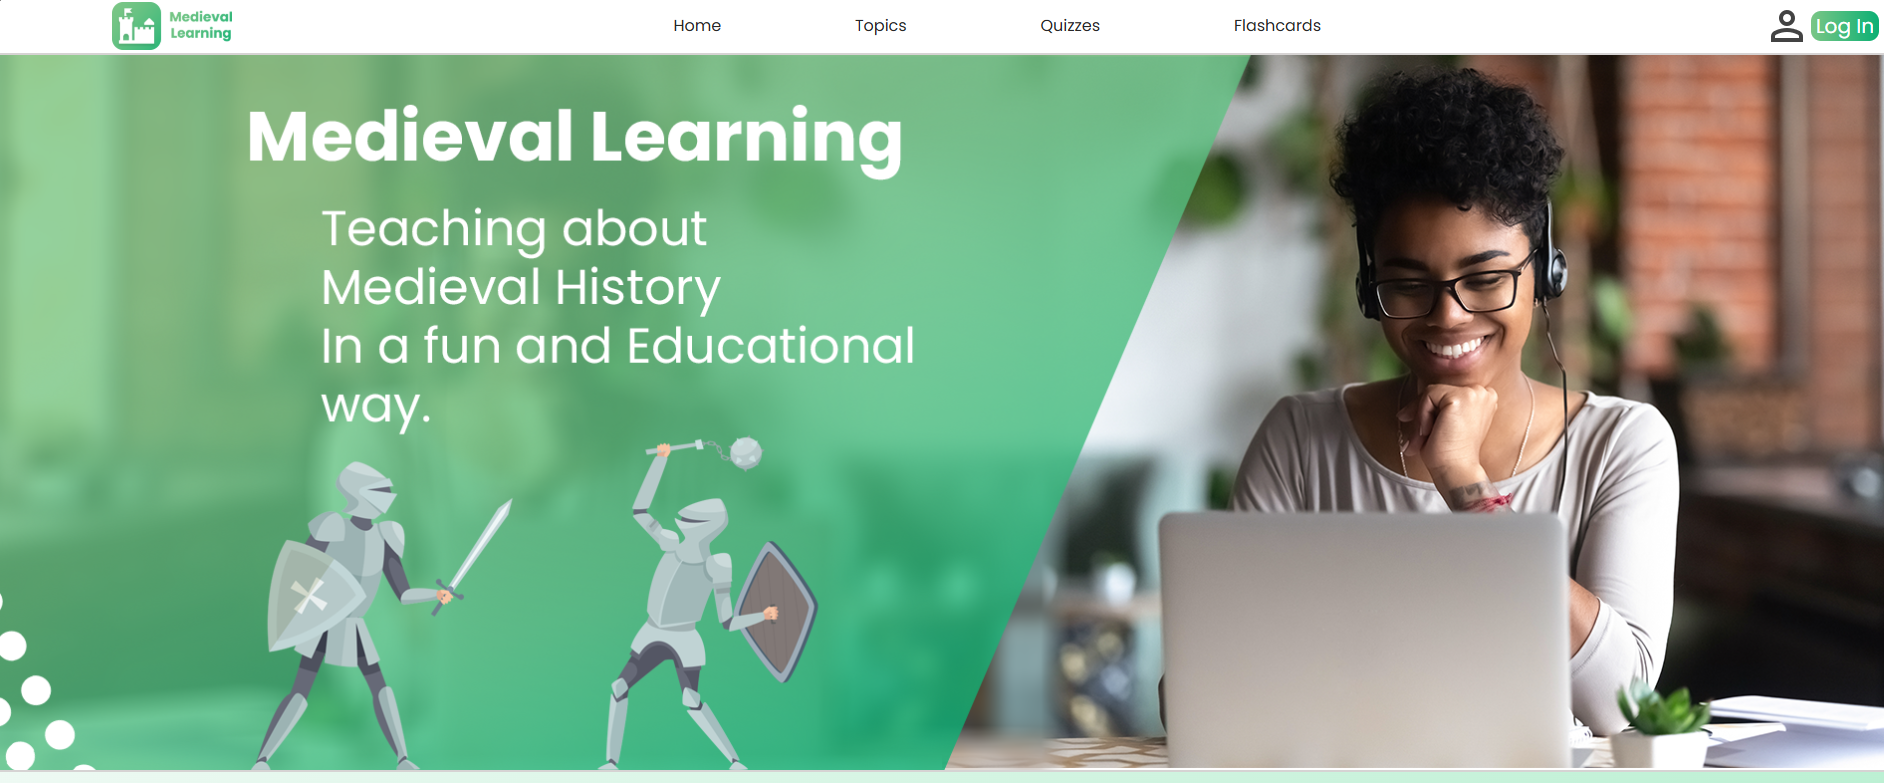 Medieval
Learning
Home
Topics
Quizzes
Flashcards
Log In
Medieval Learning
Teaching about
Medieval History
In a fun and Educational
way.